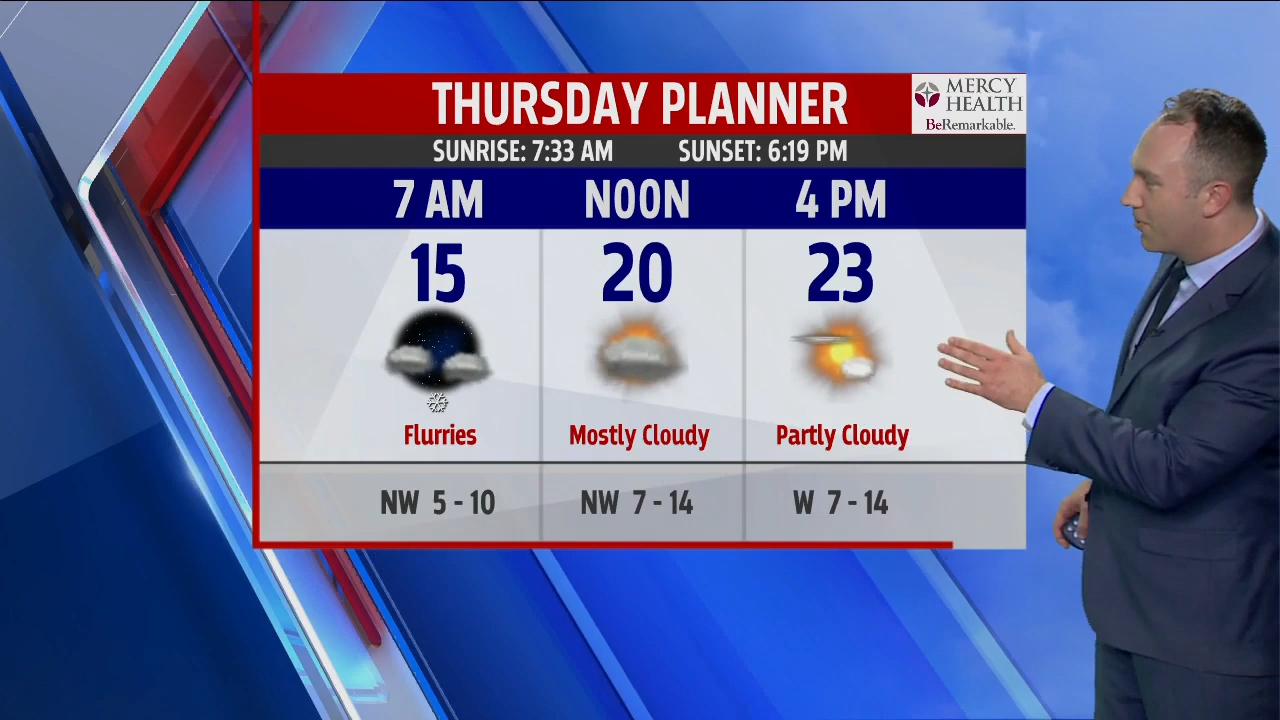 THURSDAY PLANNER
MERCY
HEALTH
BeRemarkable.
SUNRISE: 7:33 AM SUNSET: 6:19 PM
7 AM NOON 4 PM
15 20 23
Flurries Mostly Cloudy Partly Cloudy
NW 5 - 10 NW 7 - 14 W 7 - 14